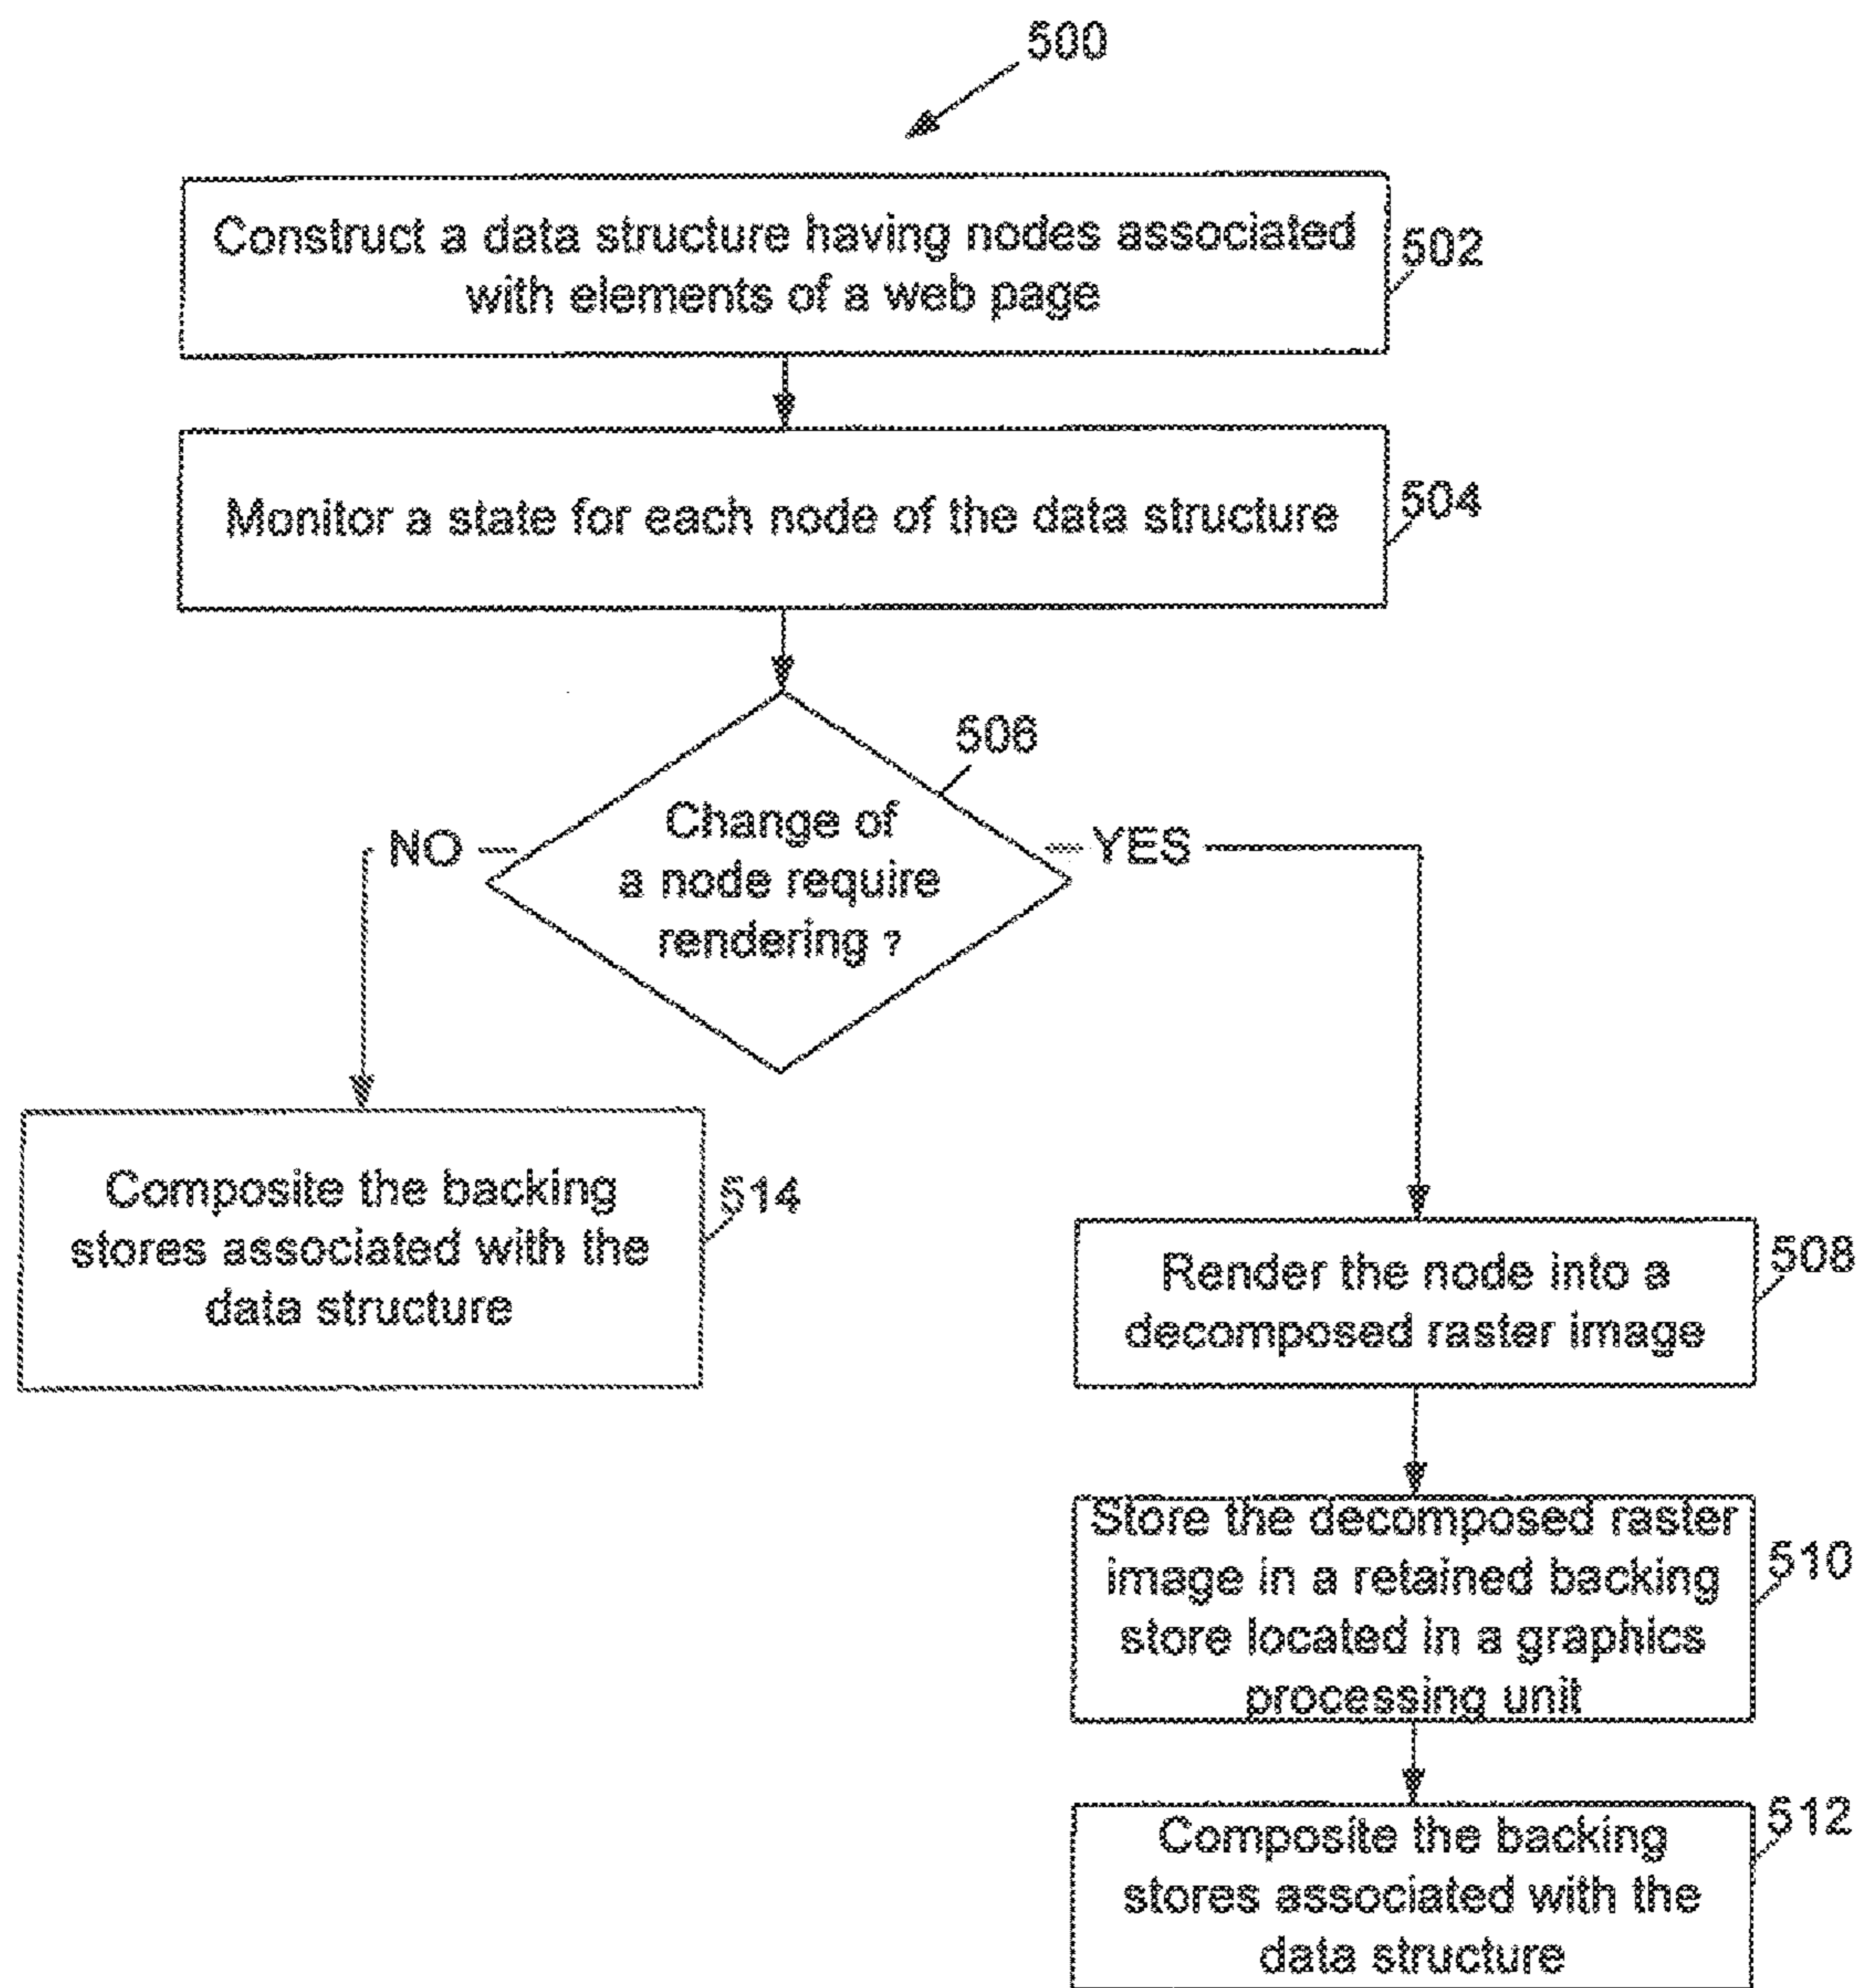 500
Construct a data structure having nodes associated
with elements of a web page
502
Monitor a state for each node of the data structure
504
506
Change of
a node require
rendering ?
NO
YES
Composite the backing
stores associated with the
data structure
514
Render the node into a
decomposed raster image
508
Store the decomposed raster
image in a retained backing
store located in a graphics
processing unit
510
Composite the backing
stores associated with the
data structure
512